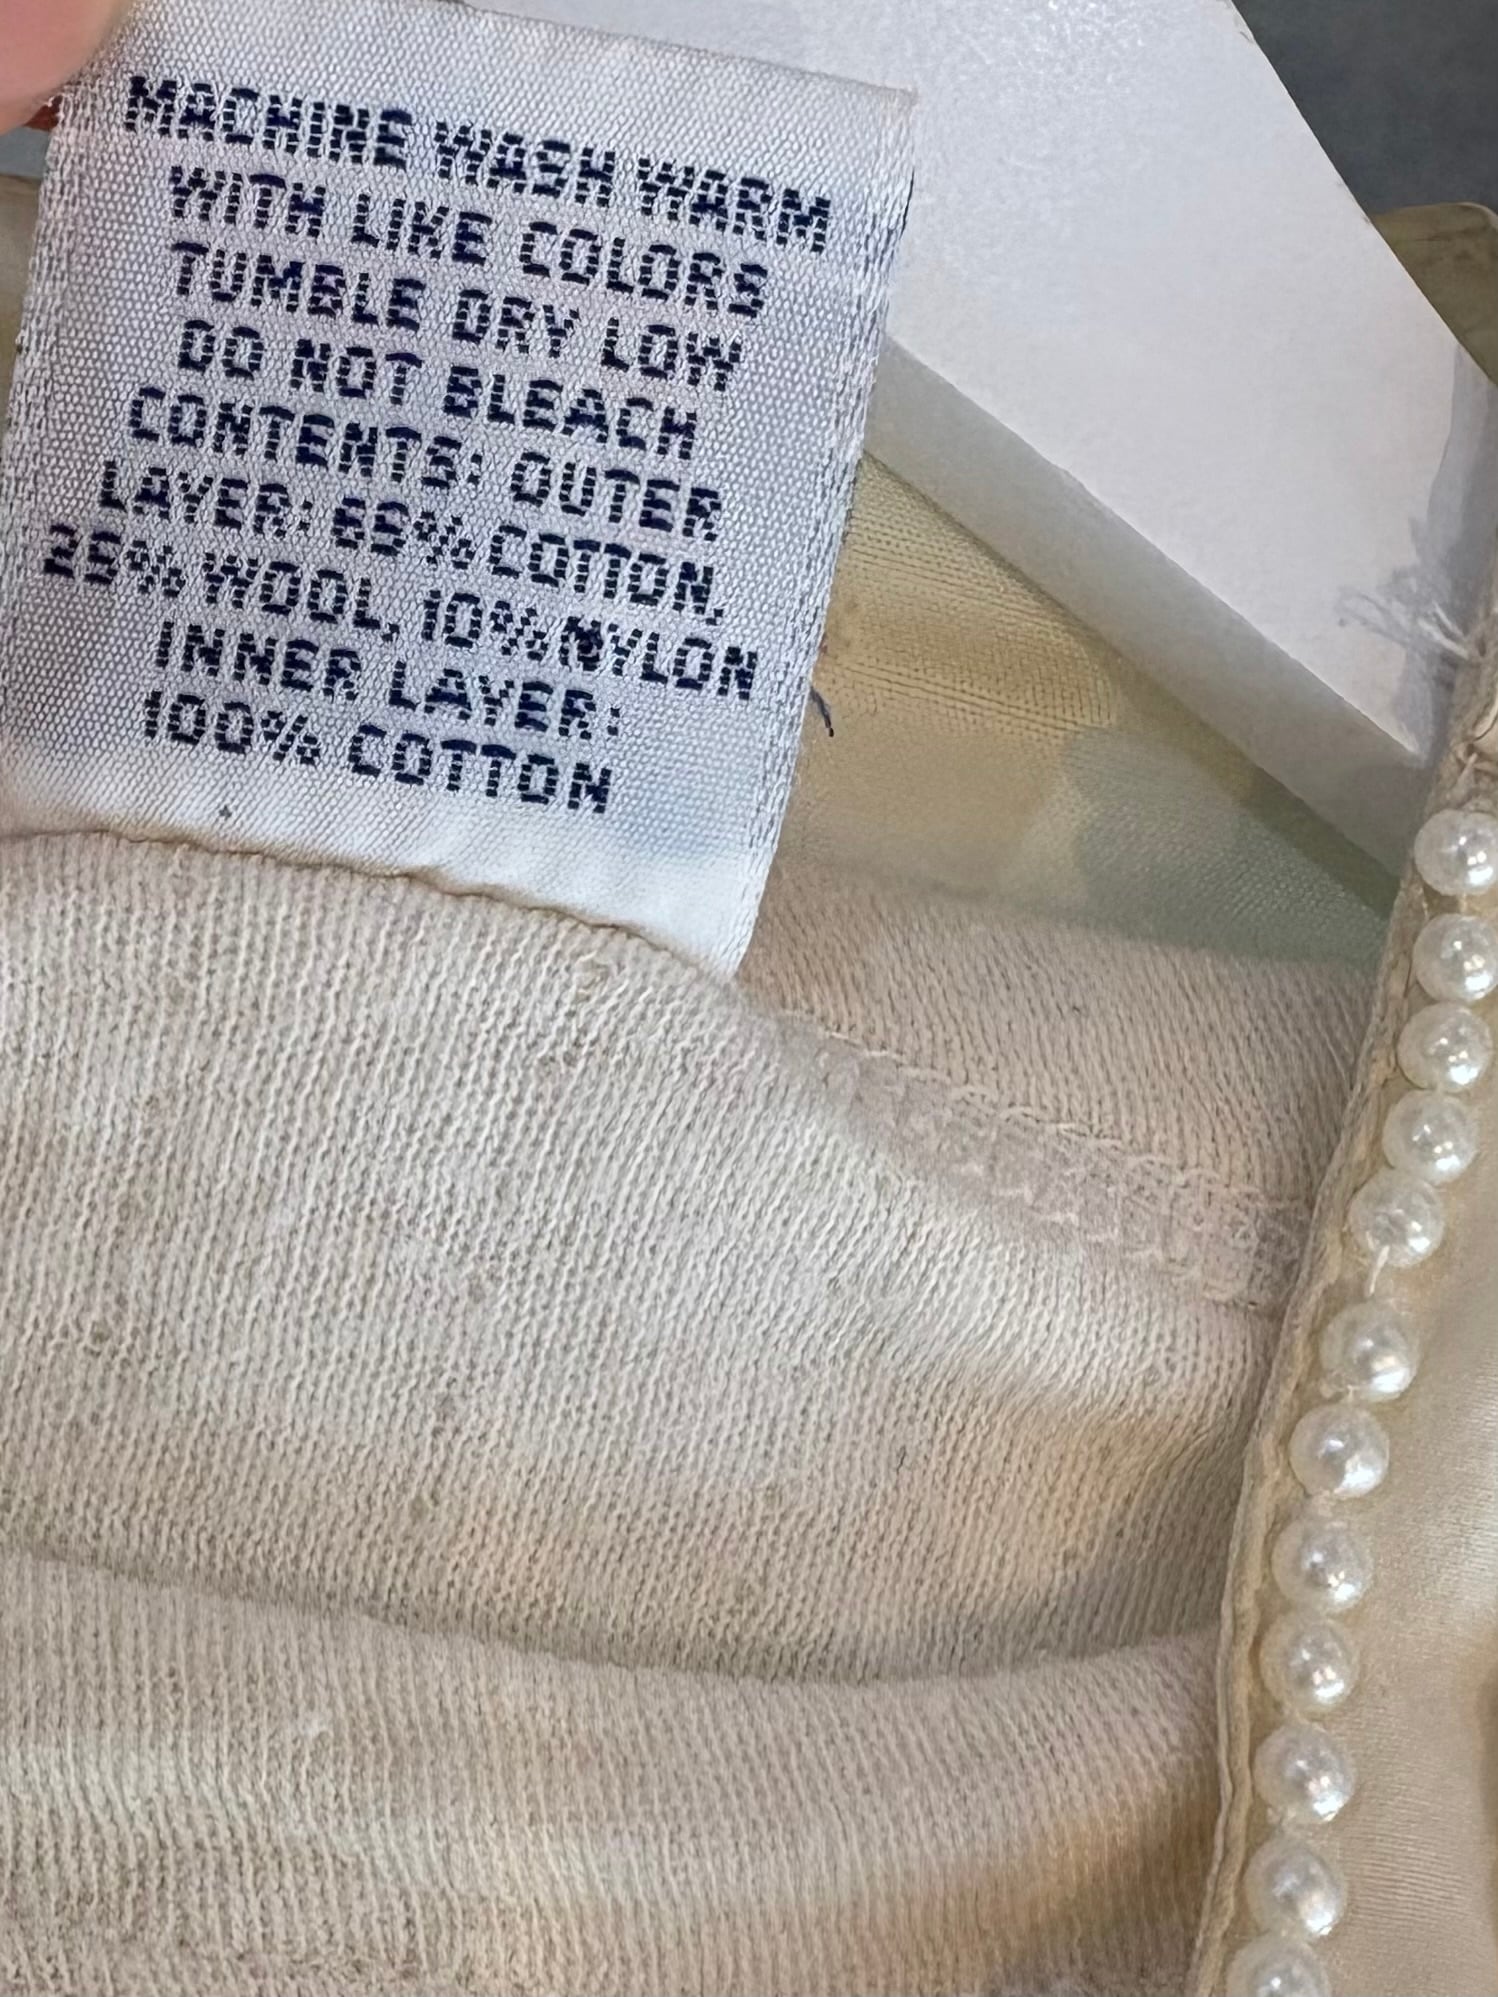 MACHINE WASH WARM
WITH LIKE COLORS
TUMBLE DRY LOW
DO NOT BLEACH
CONTENTS: OUTER
LAYER: 65% COTTON,
25% WOOL, 10% NYLON
INNER LAYER:
100% COTTON